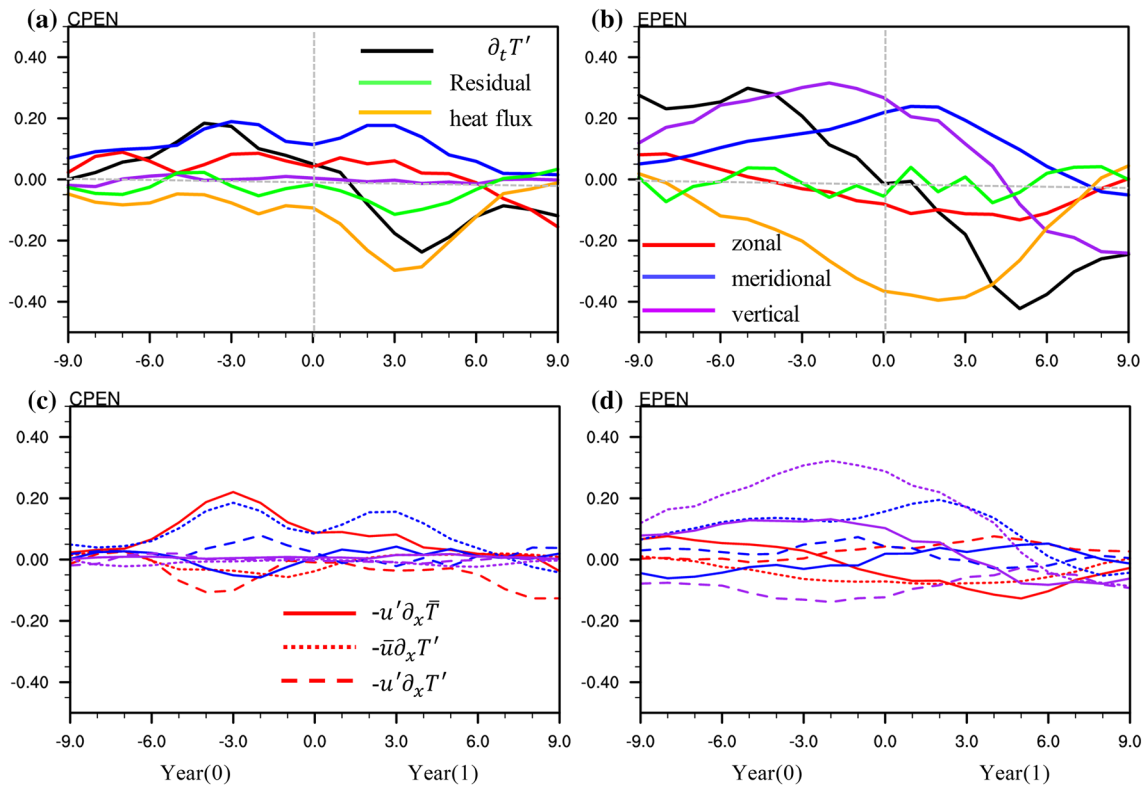 (a) CPEN
0.40
0.20
0.00
-0.20
-0.40
-9.0 -6.0 -3.0 0.0 3.0 6.0 9.0
∂ₜT′
Residual
heat flux
(b) EPEN
0.40
0.20
0.00
-0.20
-0.40
-9.0 -6.0 -3.0 0.0 3.0 6.0 9.0
zonal
meridional
vertical
(c) CPEN
0.40
0.20
0.00
-0.20
-0.40
-9.0 -6.0 -3.0 0.0 3.0 6.0 9.0
-u′∂ₓT̄
-ū∂ₓT′
-u′∂ₓT′
Year(0) Year(1)
(d) EPEN
0.40
0.20
0.00
-0.20
-0.40
-9.0 -6.0 -3.0 0.0 3.0 6.0 9.0
Year(0) Year(1)